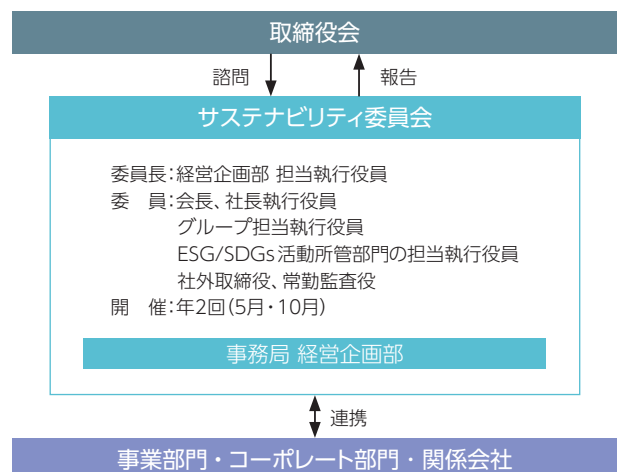 取締役会
諮問
報告
サステナビリティ委員会
委員長:経営企画部 担当執行役員
委　員:会長、社長執行役員
グループ担当執行役員
ESG/SDGs活動所管部門の担当執行役員
社外取締役、常勤監査役
開　催:年2回(5月・10月)
事務局 経営企画部
連携
事業部門・コーポレート部門・関係会社